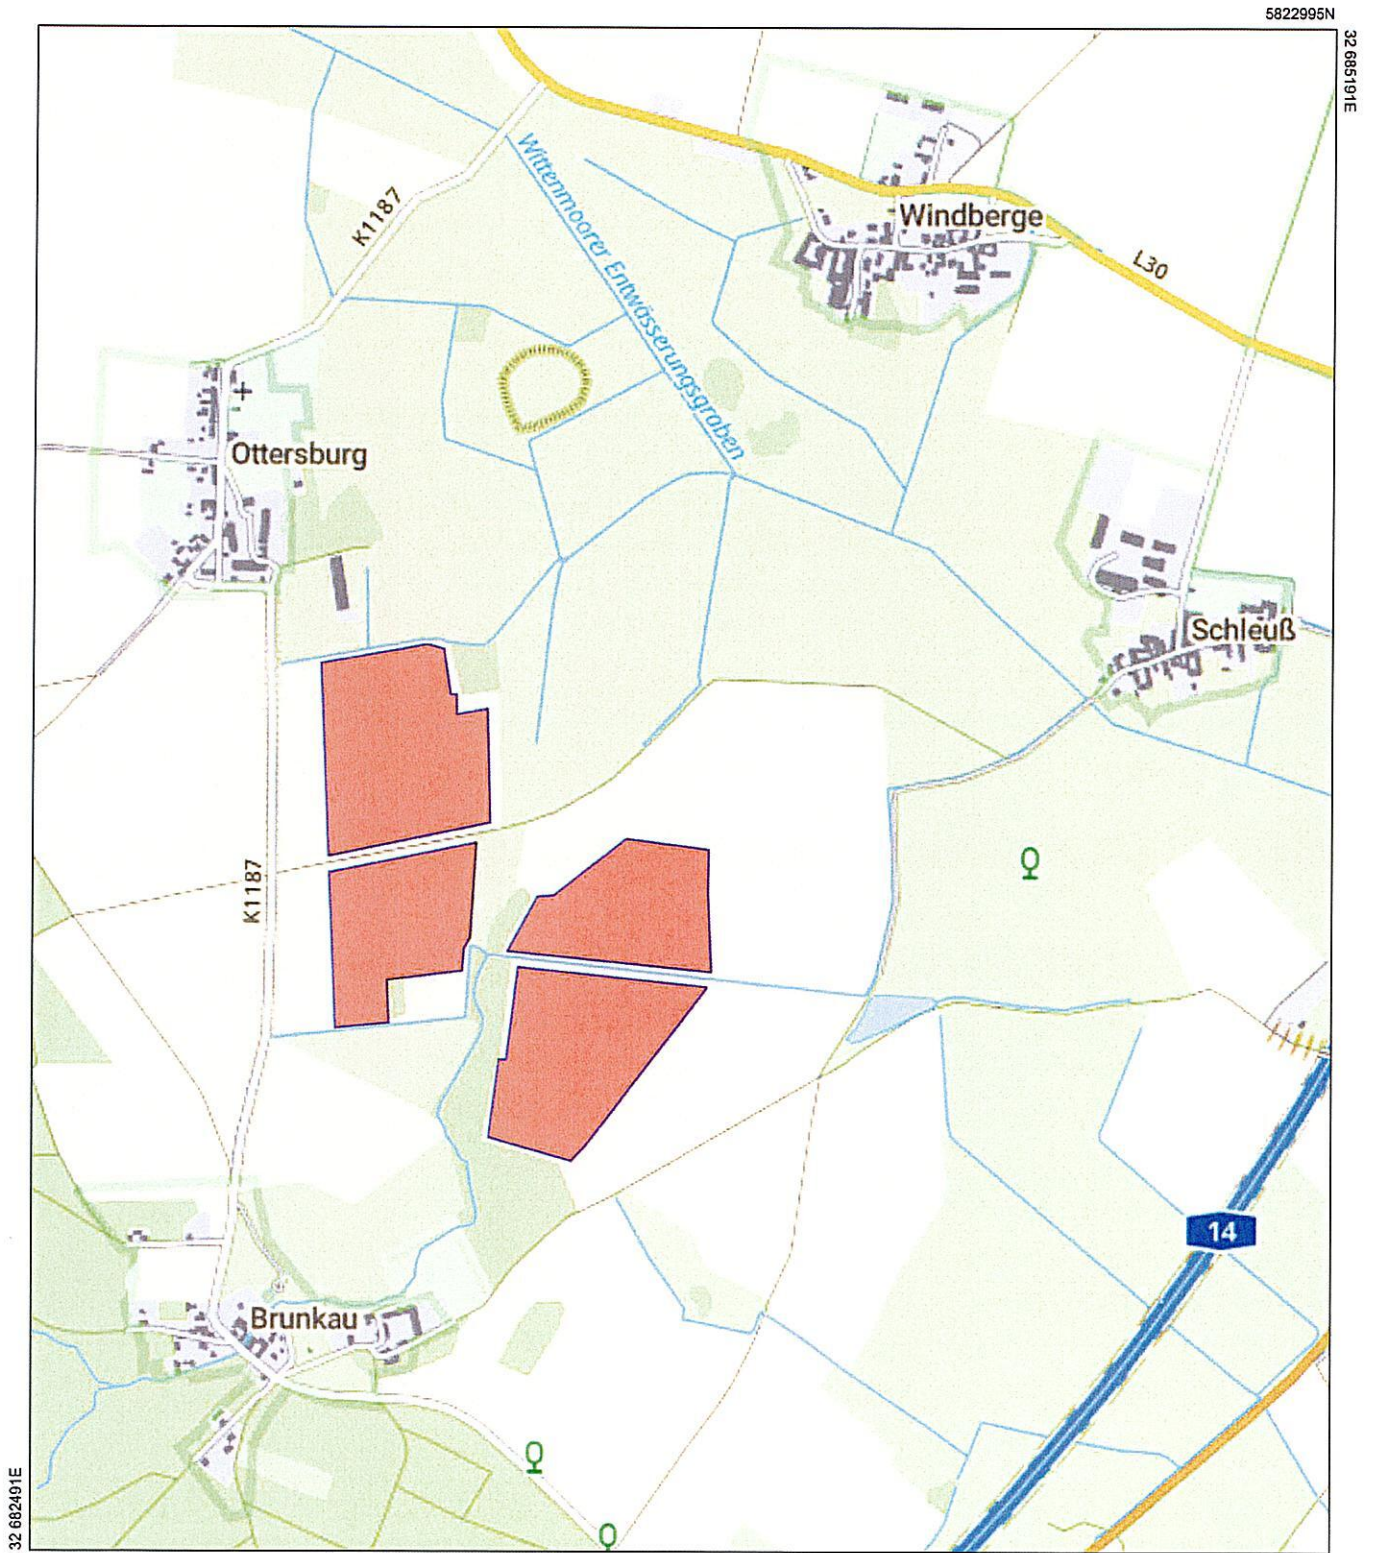 5822995N
32 685191E
Wittenmoorer Entwässerungsgraben
K1187
Windberge
L30
Ottersburg
Schleuß
K1187
14
Brunkau
32 682491E